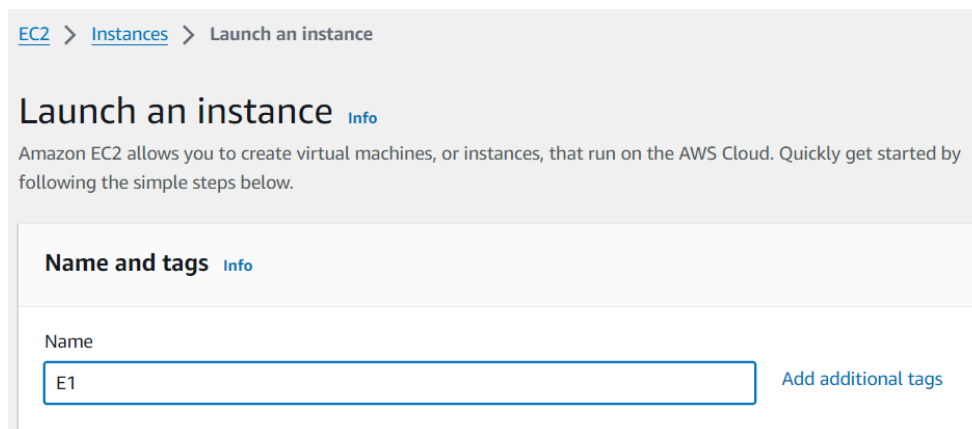 EC2 > Instances > Launch an instance
Launch an instance Info
Amazon EC2 allows you to create virtual machines, or instances, that run on the AWS Cloud. Quickly get started by
following the simple steps below.
Name and tags Info
Name
E1 Add additional tags